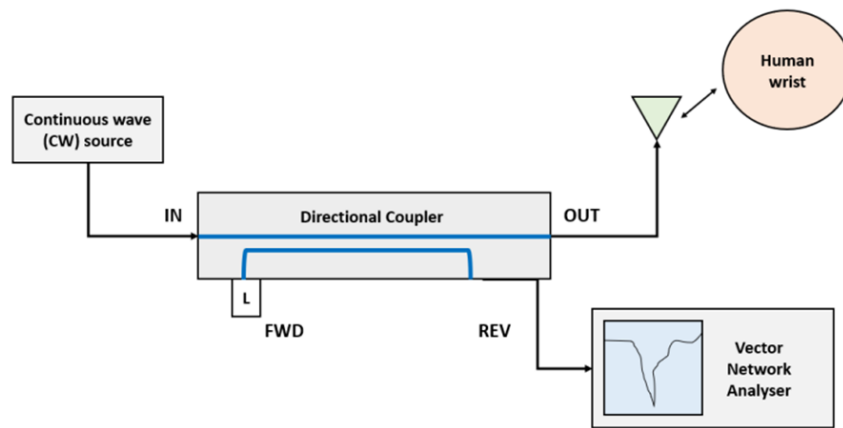 Human
wrist
Continuous wave
(CW) source
IN
Directional Coupler
OUT
L
FWD
REV
Vector
Network
Analyser